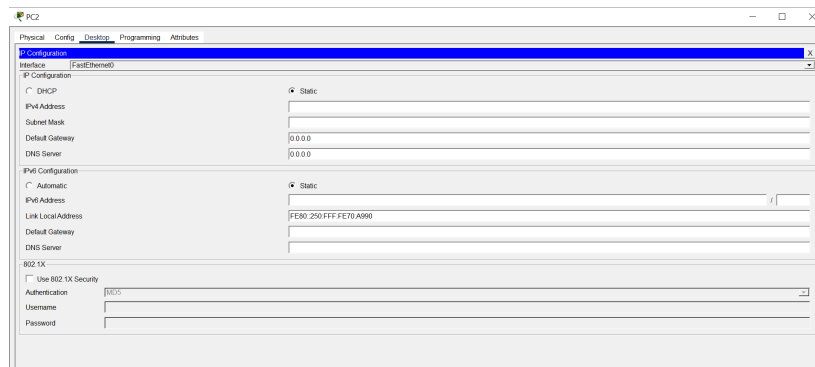 PC2
Physical Config Desktop Programming Attributes
IP Configuration X
Interface FastEthernet0
IP Configuration
DHCP Static
IPv4 Address
Subnet Mask
Default Gateway 0.0.0.0
DNS Server 0.0.0.0
IPv6 Configuration
Automatic Static
IPv6 Address /
Link Local Address FE80::250:FFF:FE70:A990
Default Gateway
DNS Server
802.1X
Use 802.1X Security
Authentication MD5
Username
Password